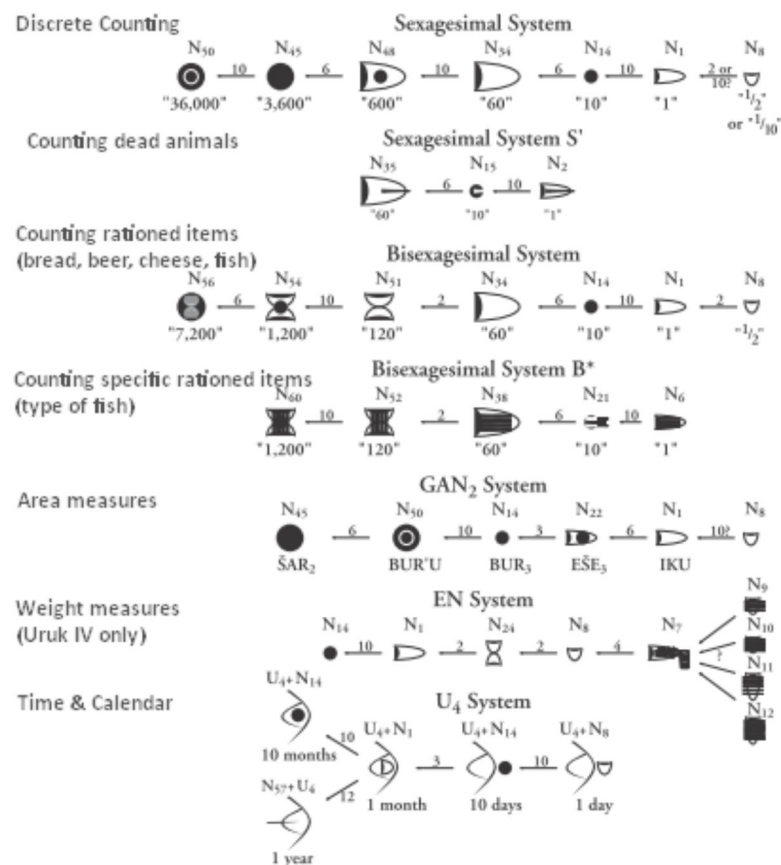 Discrete Counting
Sexagesimal System
N50 N45 N48 N34 N14 N1 N8
10 6 10 6 10 2 or 10?
"36,000" "3,600" "600" "60" "10" "1" "1/2" or "1/10"
Counting dead animals
Sexagesimal System S'
N35 N15 N2
6 10
"60" "10" "1"
Counting rationed items
(bread, beer, cheese, fish)
Bisexagesimal System
N56 N54 N51 N34 N14 N1 N8
6 10 2 6 10 2
"7,200" "1,200" "120" "60" "10" "1" "1/2"
Counting specific rationed items
(type of fish)
Bisexagesimal System B*
N60 N52 N38 N21 N6
10 2 6 10
"1,200" "120" "60" "10" "1"
Area measures
GAN2 System
N45 N50 N14 N22 N1 N8
6 10 3 6 10?
ŠAR2 BUR'U BUR3 EŠE3 IKU
Weight measures
(Uruk IV only)
EN System
N14 N1 N24 N8 N7
10 2 2 4 ?
N9
N10
N11
N12
Time & Calendar
U4 System
U4+N14
10
10 months
U4+N1 U4+N14 U4+N8
3 10
1 month 10 days 1 day
N57+U4
12
1 year